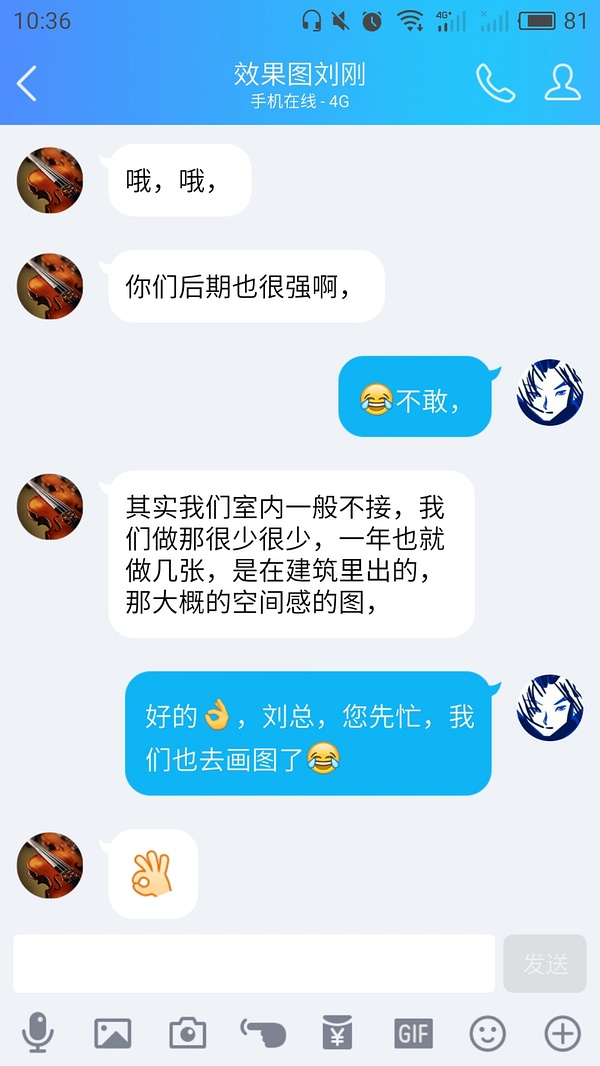 10:36
4G
81
效果图刘刚
手机在线 - 4G
哦，哦，
你们后期也很强啊，
😂不敢，
其实我们室内一般不接，我
们做那很少很少，一年也就
做几张，是在建筑里出的，
那大概的空间感的图，
好的👌，刘总，您先忙，我
们也去画图了😂
👌
发送
¥
GIF